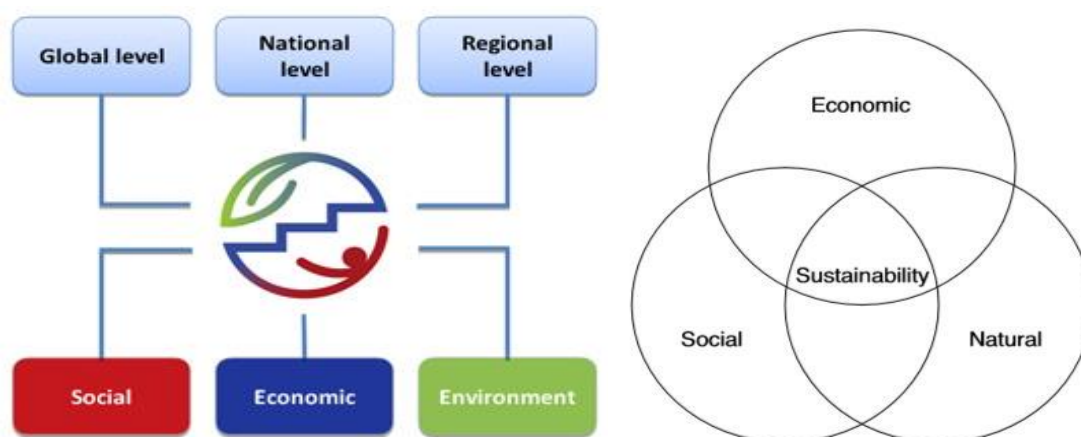 Global level
National
level
Regional
level
Social
Economic
Environment
Economic
Sustainability
Social
Natural